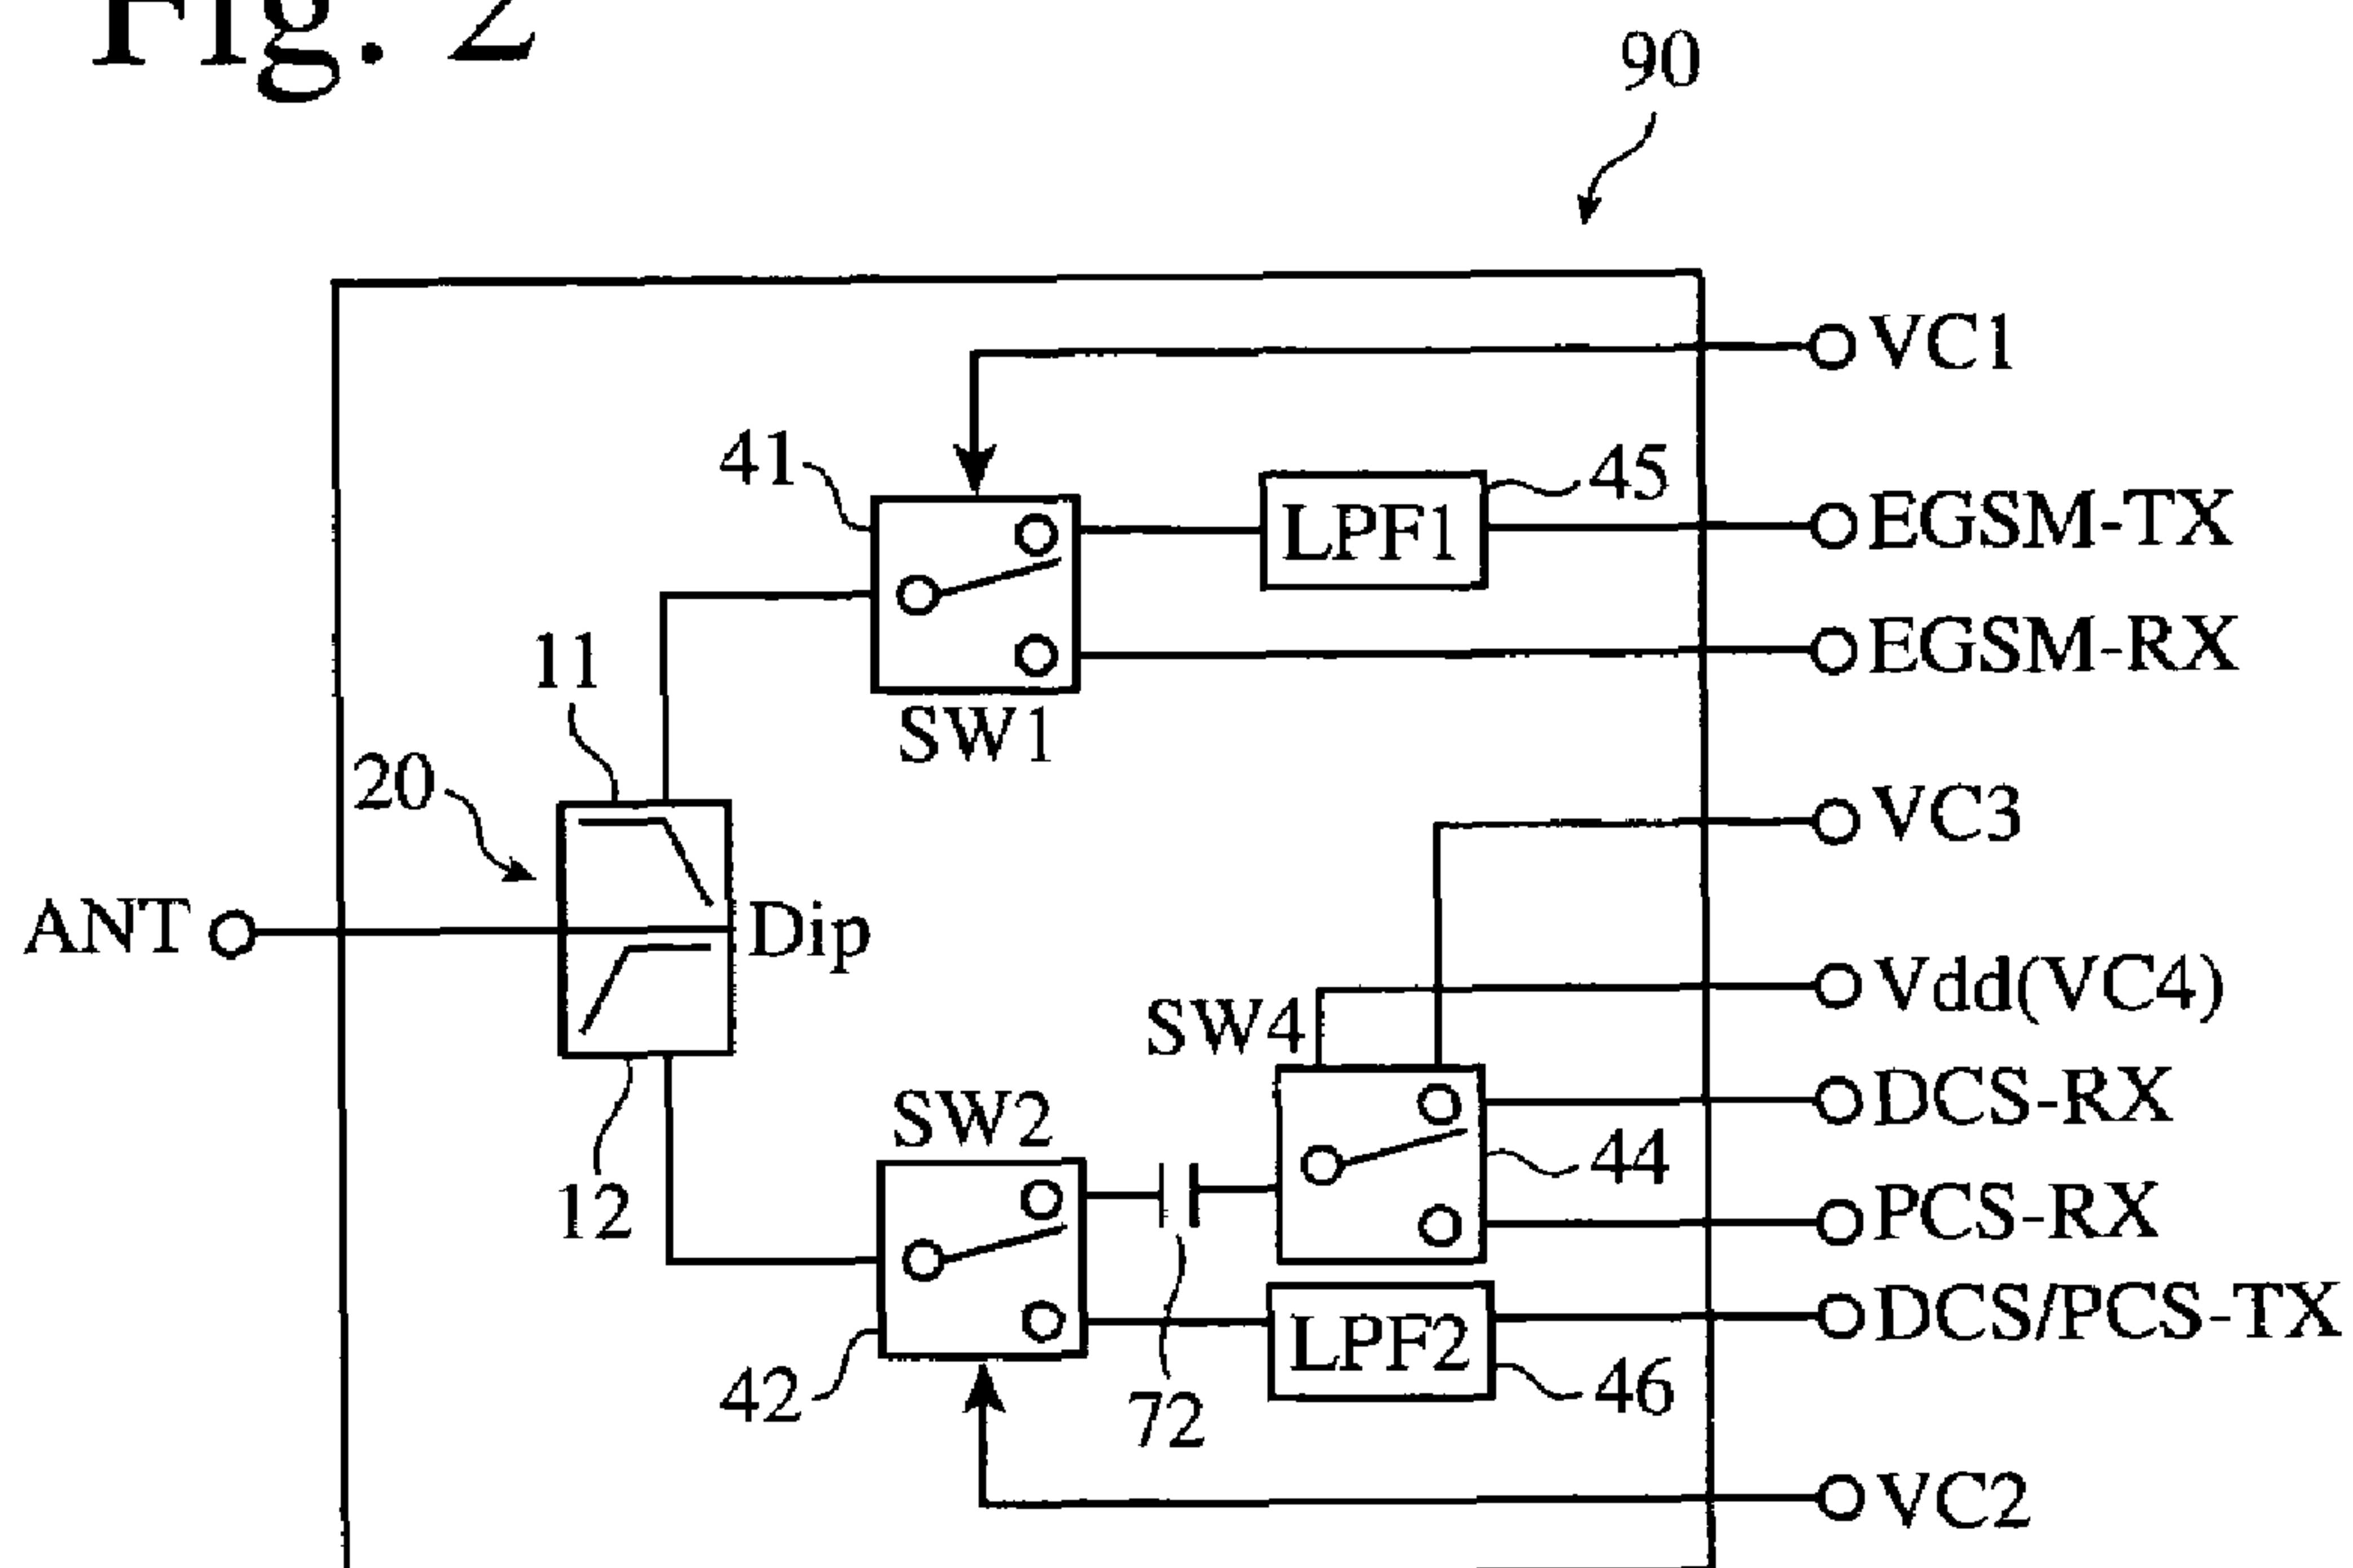 Fig. 2
90
VC1
41
45
LPF1
EGSM-TX
EGSM-RX
11
SW1
20
VC3
ANT
Dip
Vdd(VC4)
SW4
DCS-RX
SW2
44
12
PCS-RX
DCS/PCS-TX
LPF2
42
72
46
VC2